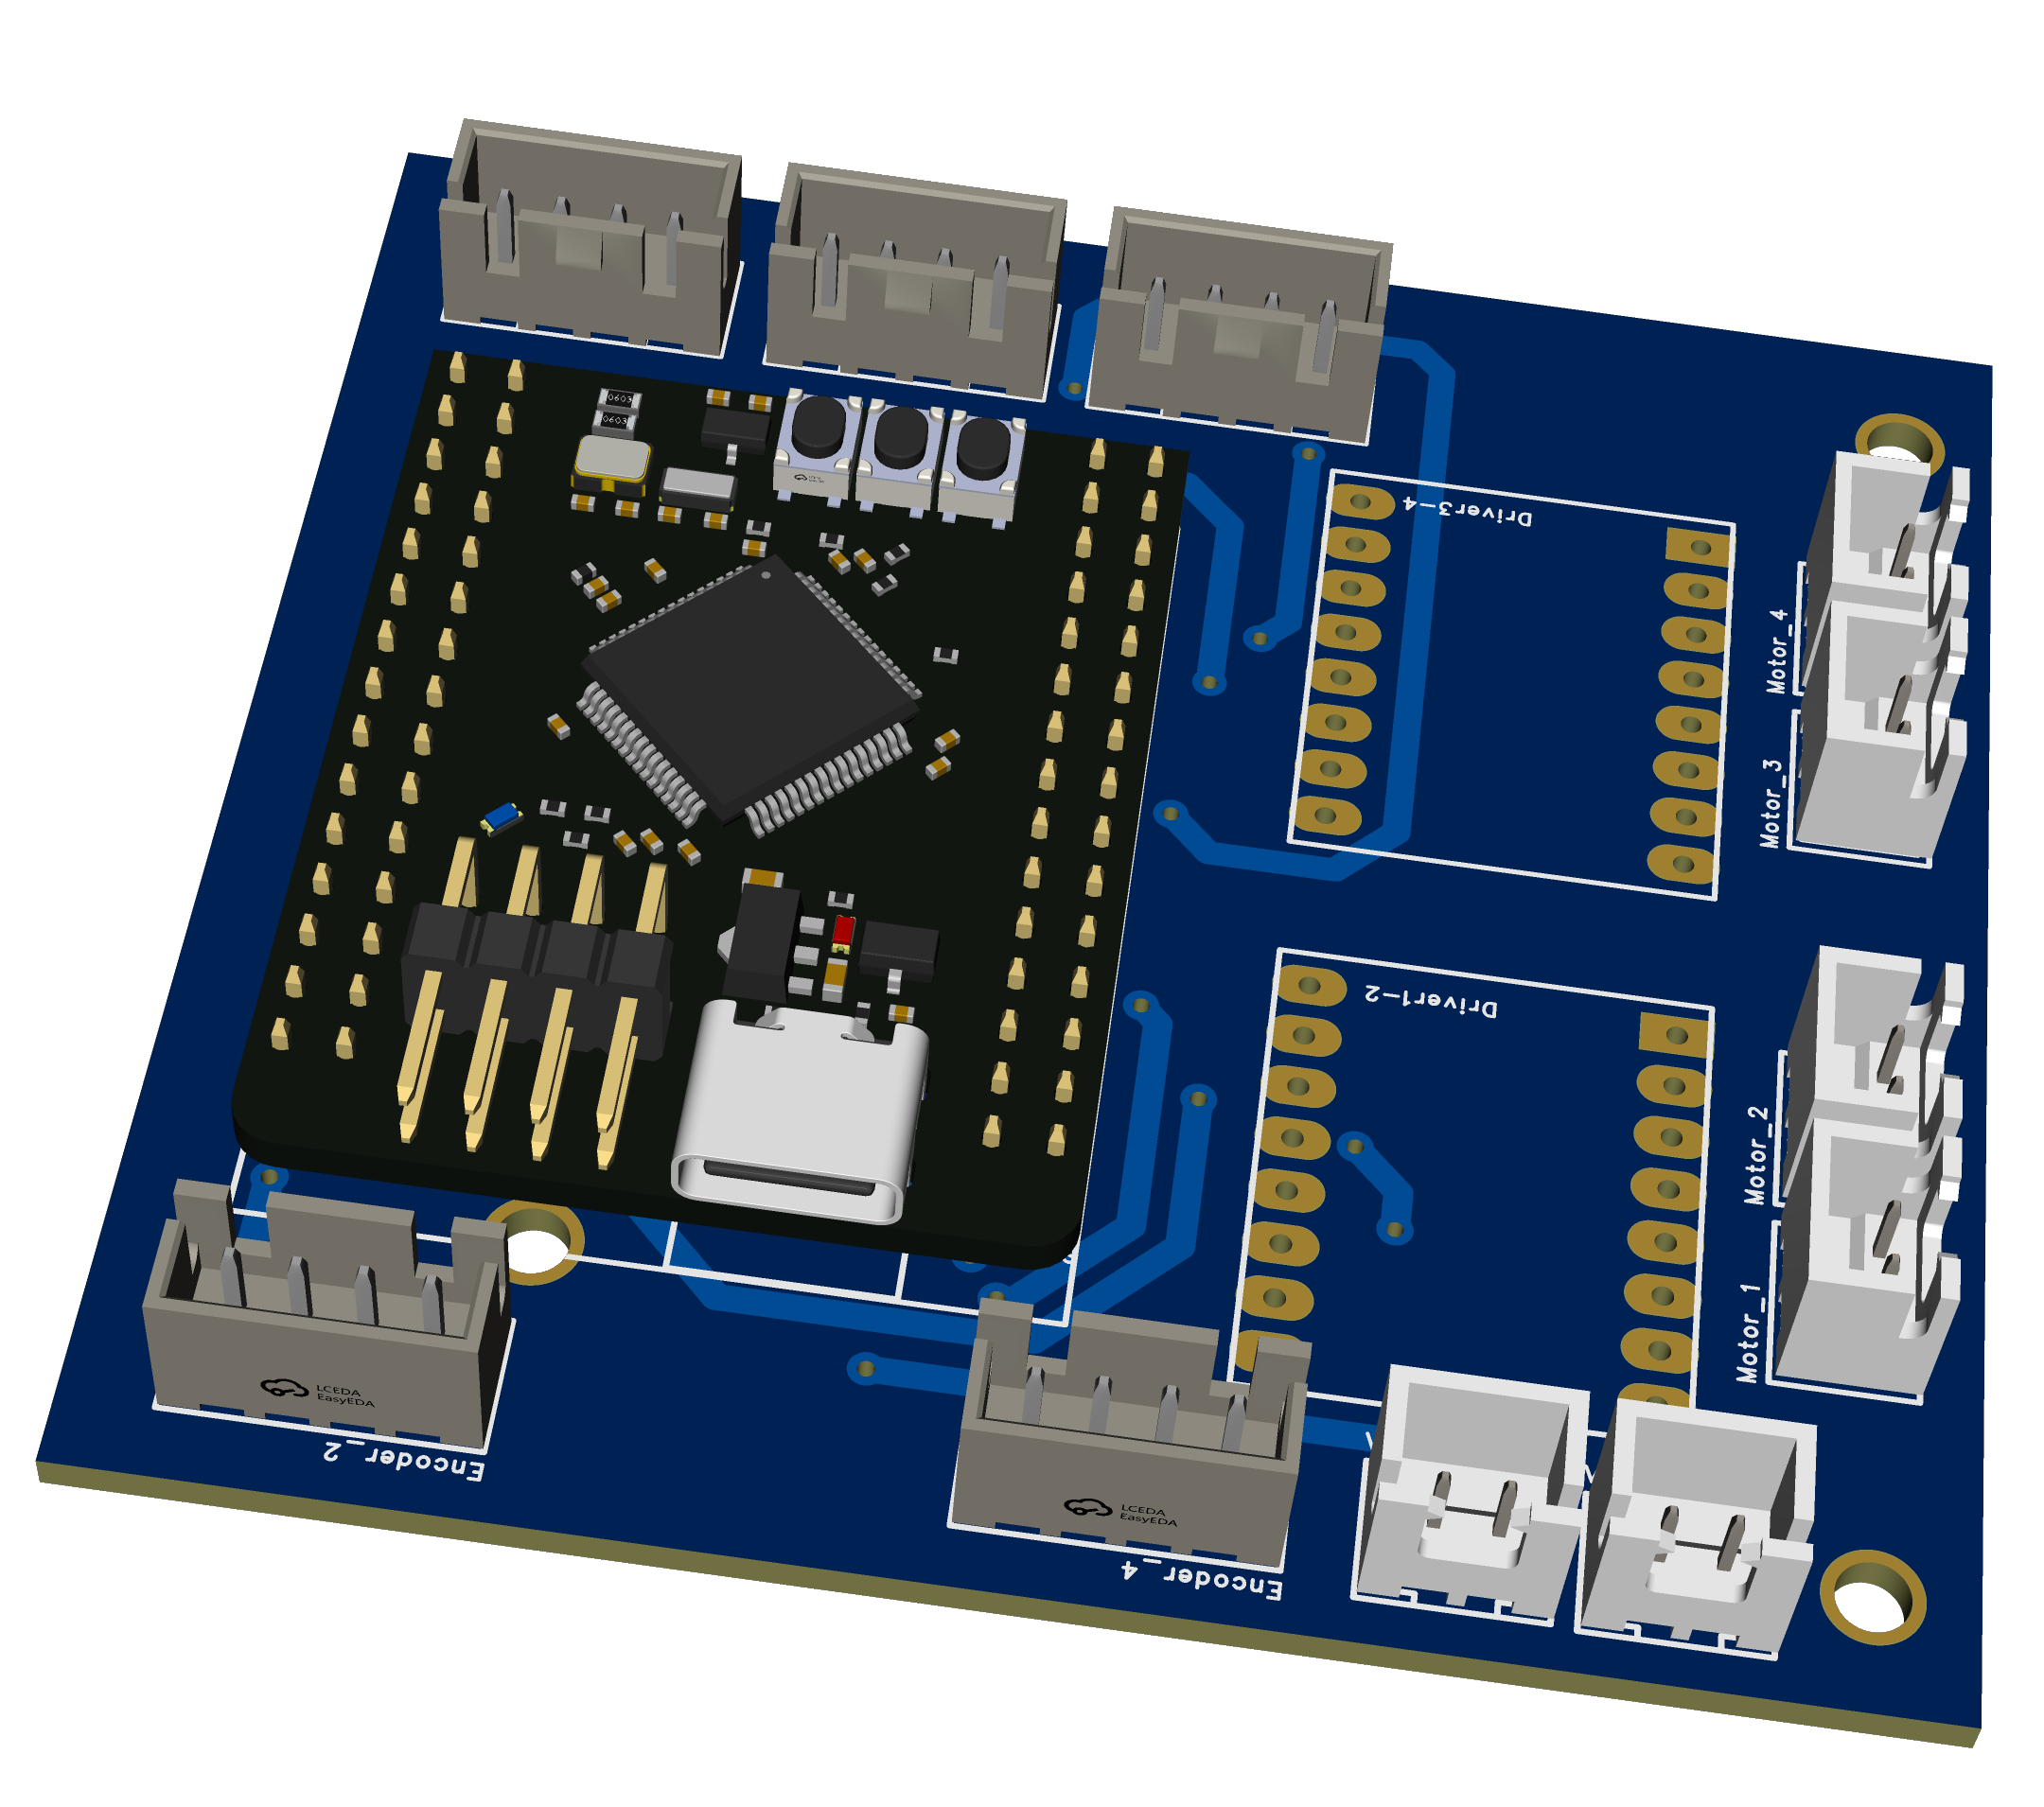 0603
0603
Driver3-4
Motor_4
Motor_3
Driver1-2
Motor_2
Motor_1
LCEDA
EasyEDA
Encoder_2
LCEDA
EasyEDA
Encoder_4